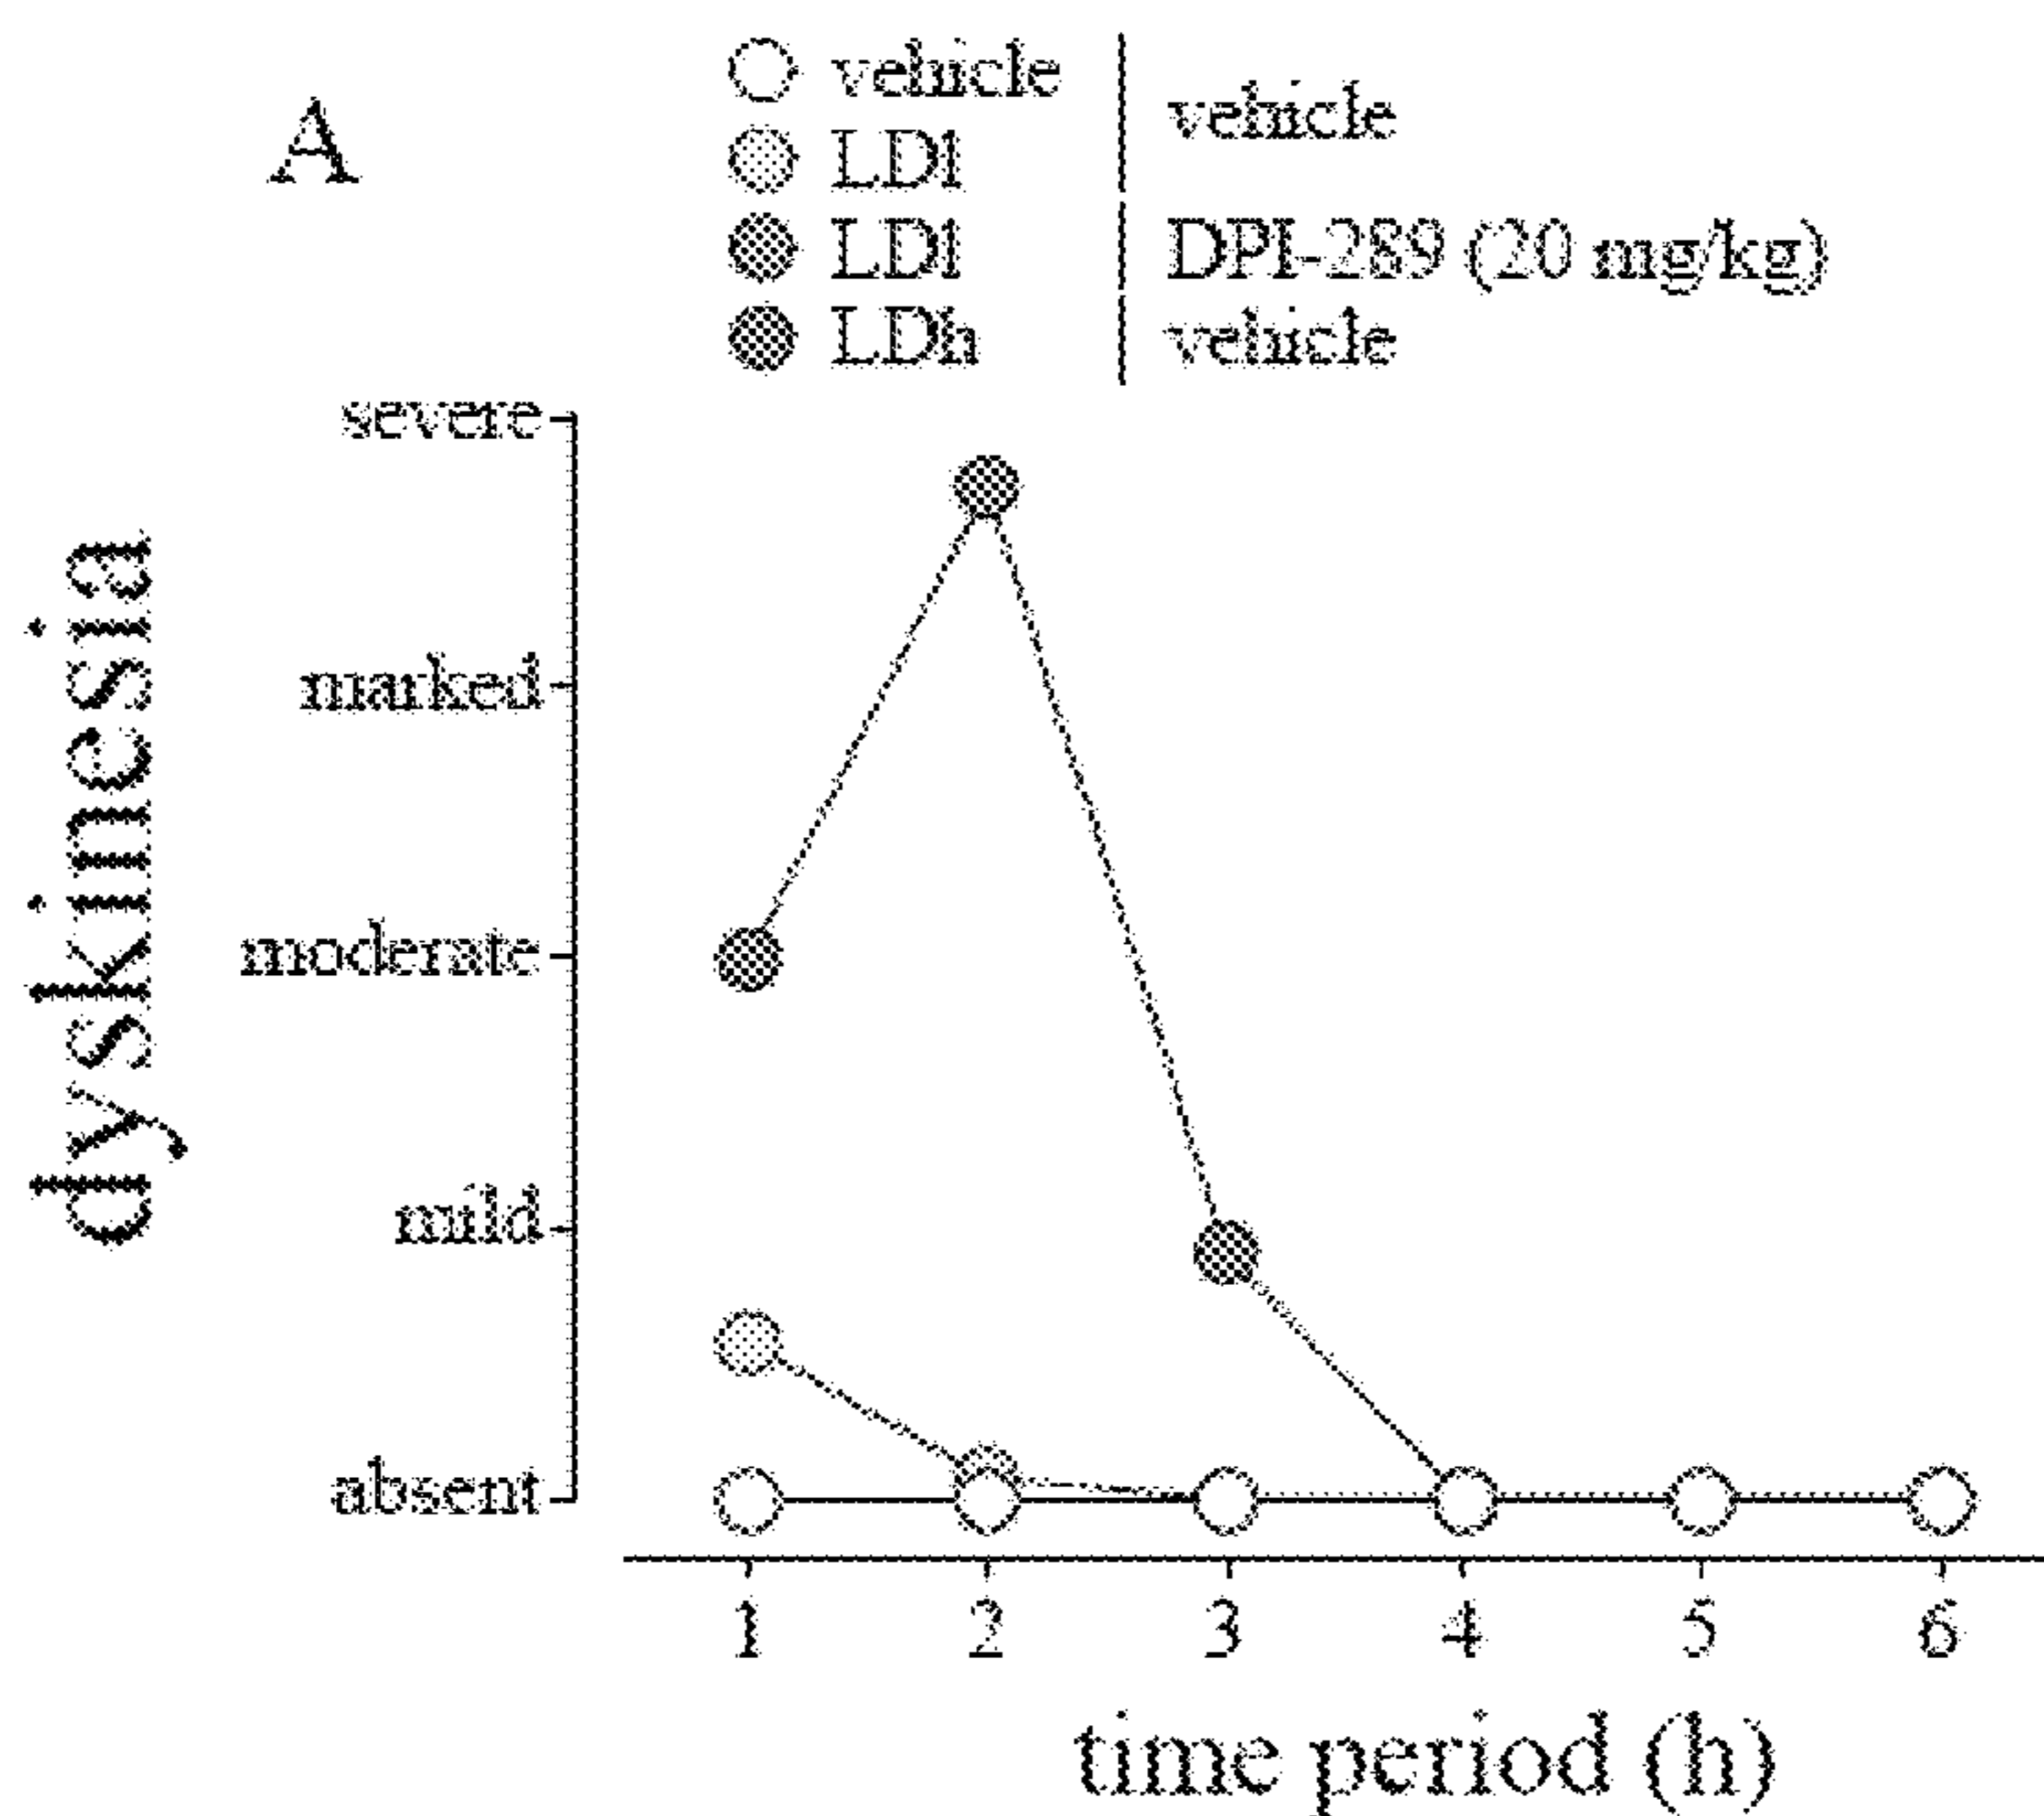 A
vehicle
LDl
LDl
LDh
vehicle
DPI-289 (20 mg/kg)
vehicle
dyskinesia
severe
marked
moderate
mild
absent
1 2 3 4 5 6
time period (h)